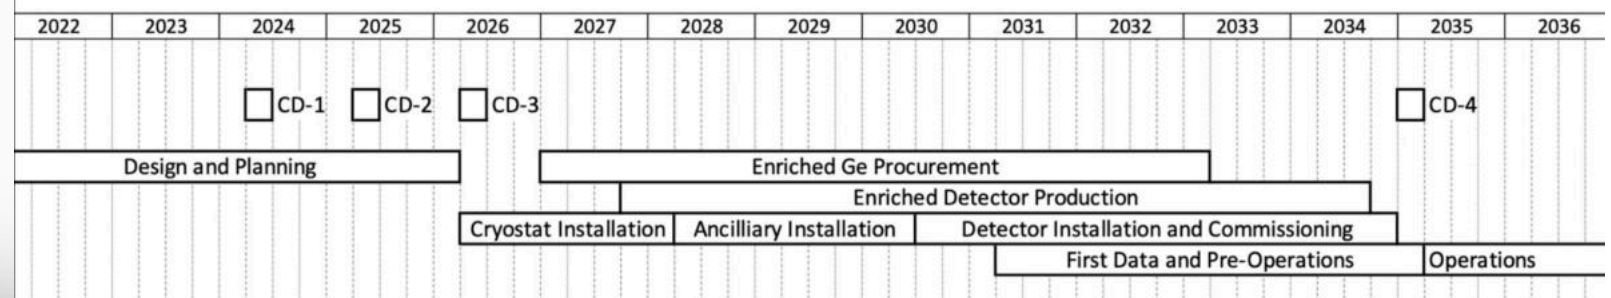 2022 2023 2024 2025 2026 2027 2028 2029 2030 2031 2032 2033 2034 2035 2036
CD-1 CD-2 CD-3 CD-4
Design and Planning Enriched Ge Procurement
Enriched Detector Production
Cryostat Installation Ancilliary Installation Detector Installation and Commissioning
First Data and Pre-Operations Operations